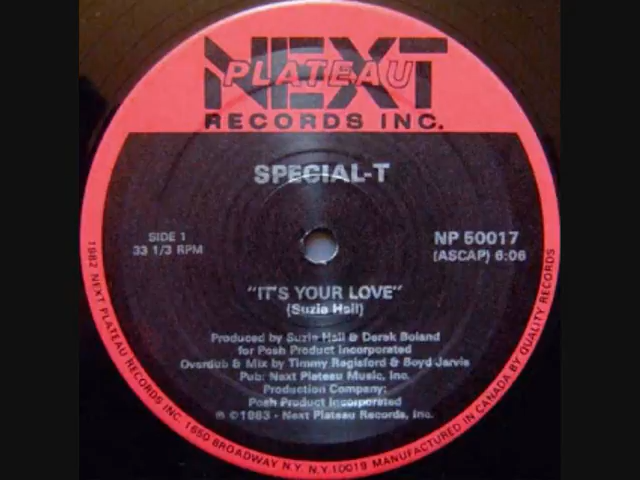 NEXT
PLATEAU
RECORDS INC.
SPECIAL-T
SIDE 1
33 1/3 RPM
NP 50017
(ASCAP) 6:06
"IT'S YOUR LOVE"
(Suzie Hall)
Produced by Suzie Hall & Derek Boland
for Posh Product Incorporated
Overdub & Mix by Timmy Regisford & Boyd Jarvis
Pub: Next Plateau Music, Inc.
Production Company:
Posh Product Incorporated
℗ ©1983 - Next Plateau Records, Inc.
1982 NEXT PLATEAU RECORDS INC. 1650 BROADWAY N.Y. N.Y. 10019 MANUFACTURED IN CANADA BY QUALITY RECORDS